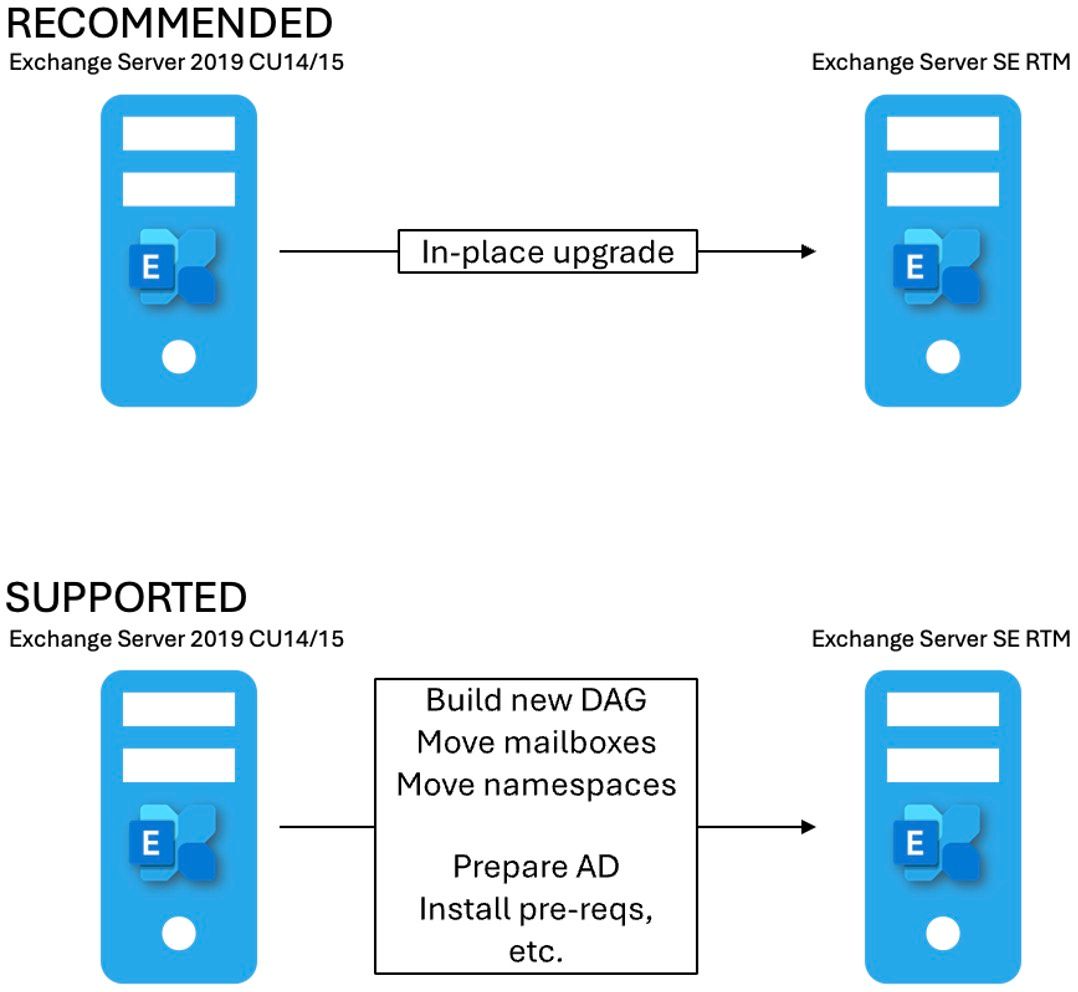 RECOMMENDED
Exchange Server 2019 CU14/15
Exchange Server SE RTM
E
In-place upgrade
E
SUPPORTED
Exchange Server 2019 CU14/15
Exchange Server SE RTM
Build new DAG
Move mailboxes
Move namespaces
E
E
Prepare AD
Install pre-reqs,
etc.